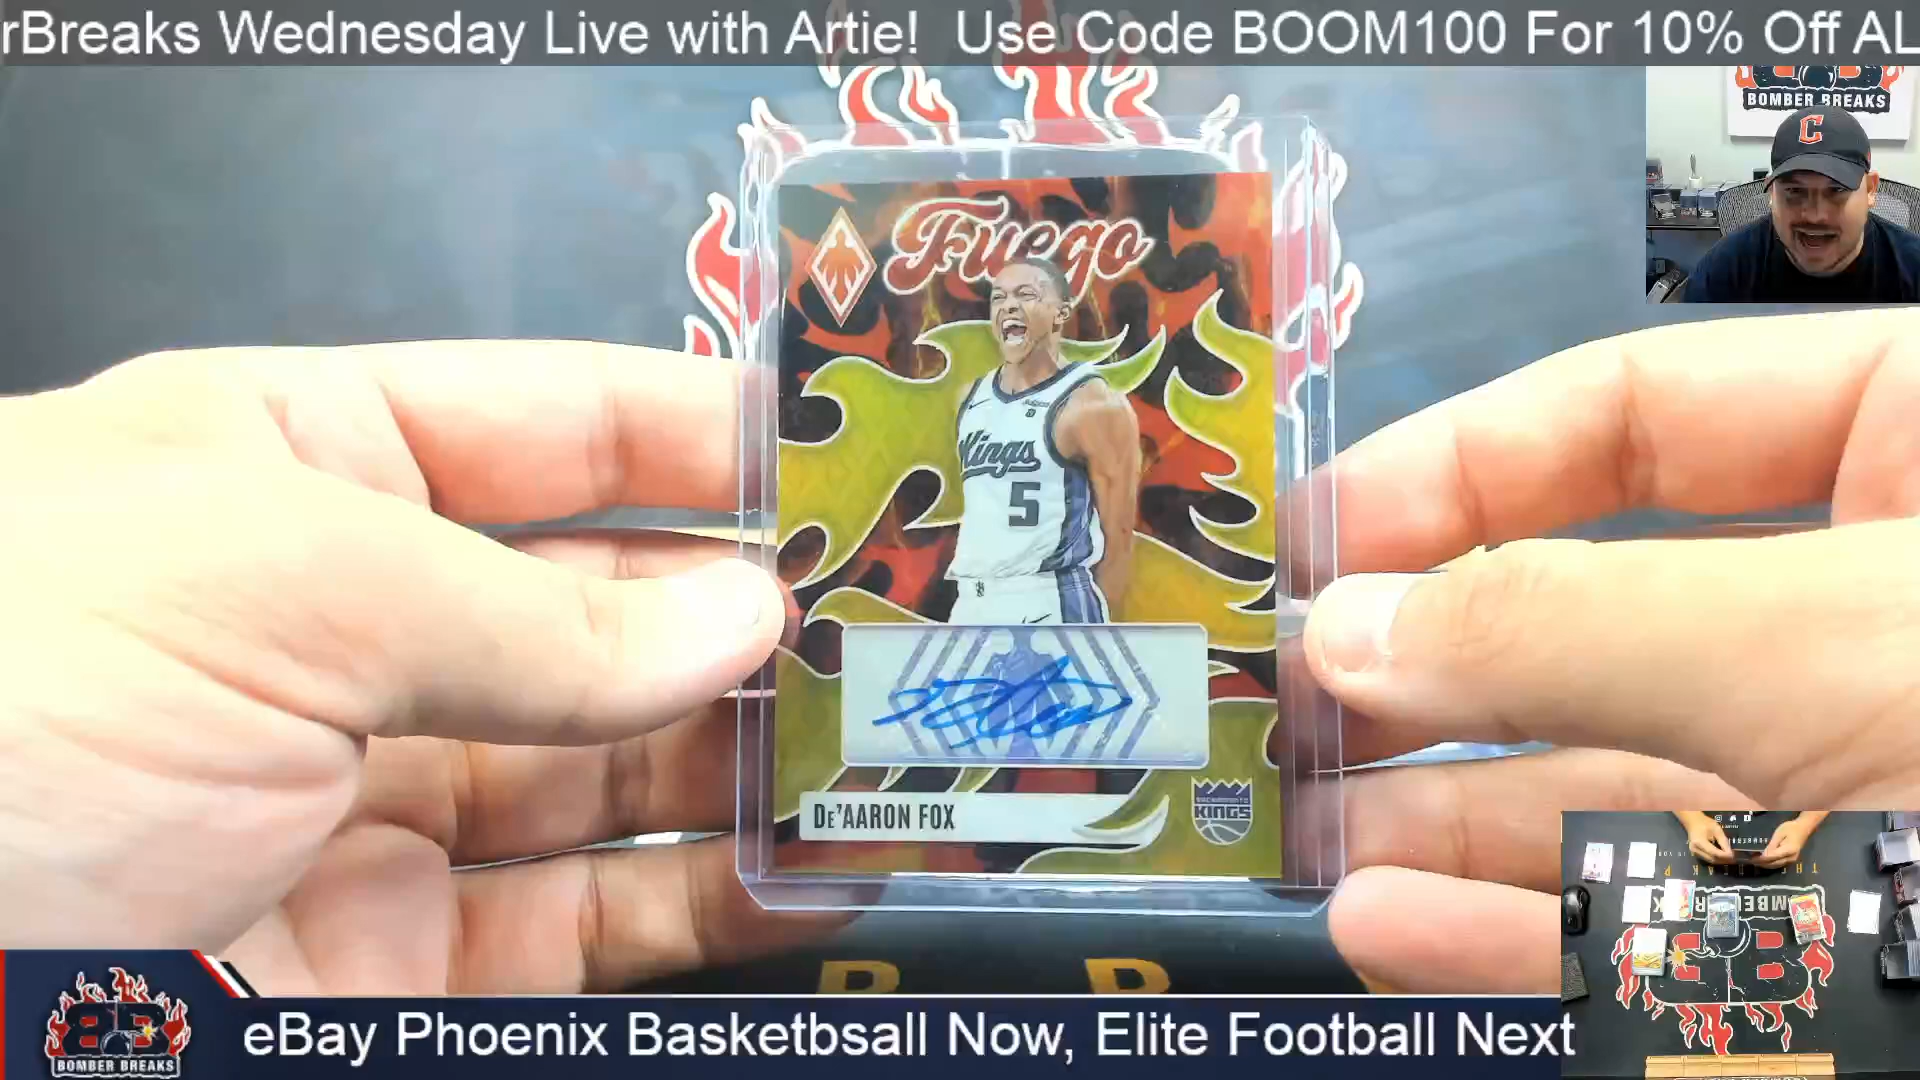 rBreaks Wednesday Live with Artie!  Use Code BOOM100 For 10% Off AL
BOMBER BREAKS
C
Fuego
Kings
5
DE'AARON FOX
SACRAMENTO
KINGS
BOMBER BREAKS
eBay Phoenix Basketbsall Now, Elite Football Next